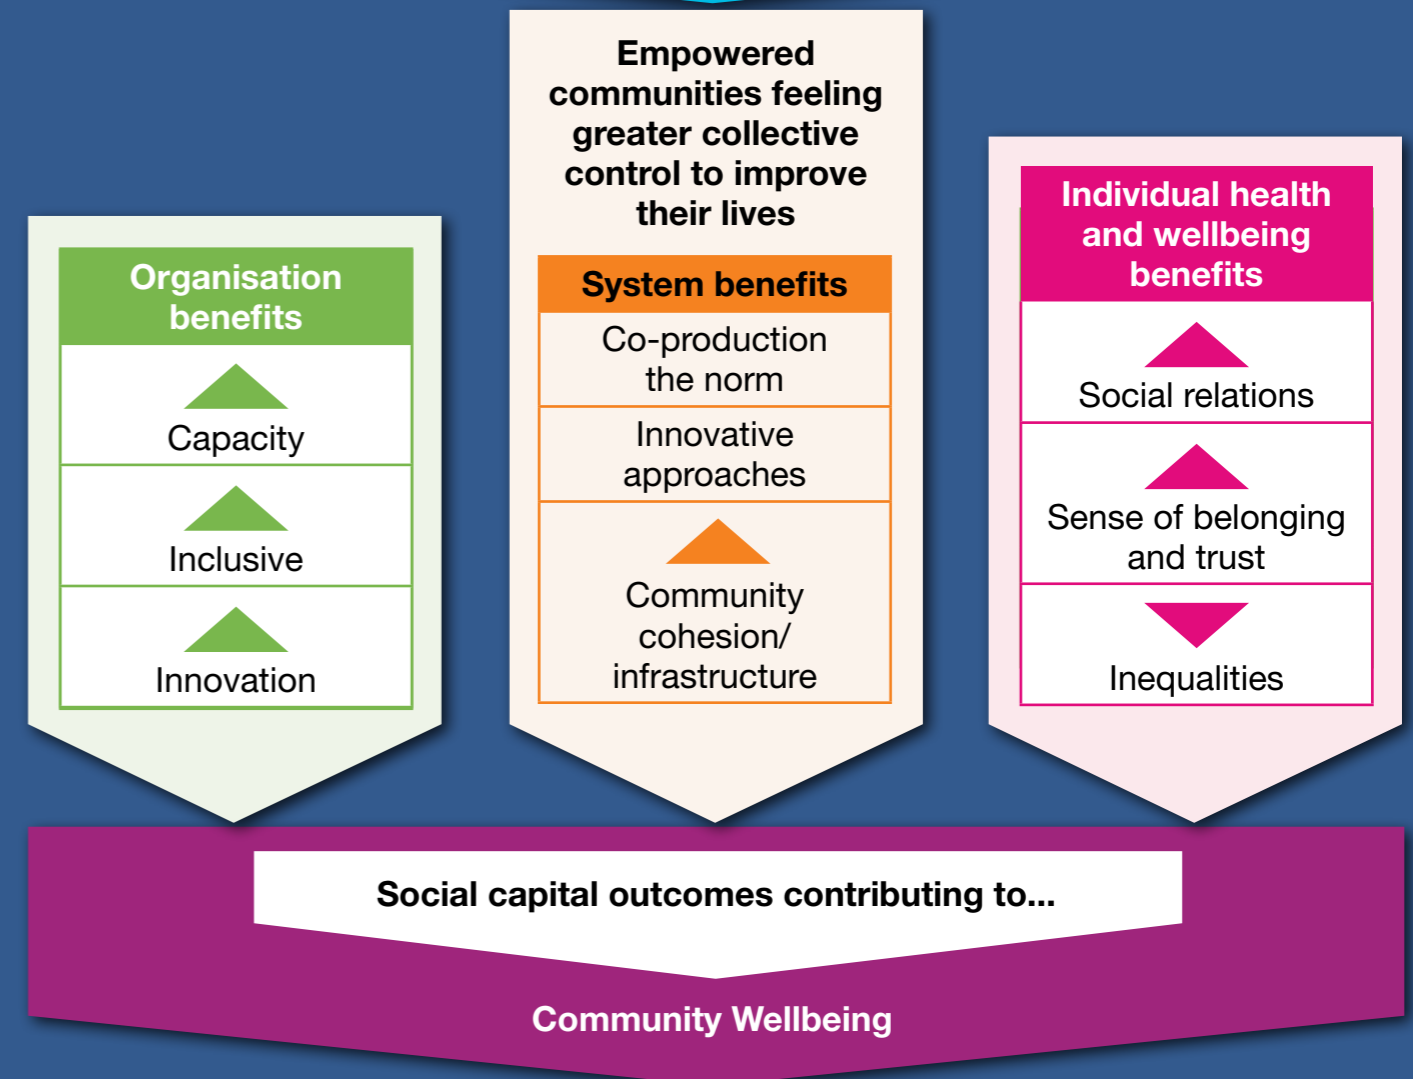 Empowered
communities feeling
greater collective
control to improve
their lives
Organisation
benefits
Capacity
Inclusive
Innovation
System benefits
Co-production
the norm
Innovative
approaches
Community
cohesion/
infrastructure
Individual health
and wellbeing
benefits
Social relations
Sense of belonging
and trust
Inequalities
Social capital outcomes contributing to...
Community Wellbeing